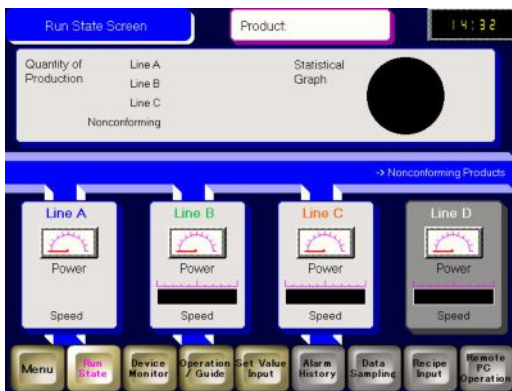 Run State Screen
Product:
14:32
Quantity of
Production
Line A
Line B
Line C
Nonconforming
Statistical
Graph
-> Nonconforming Products
Line A
Power
Speed
Line B
Power
Speed
Line C
Power
Speed
Line D
Power
Speed
Menu
Run
State
Device
Monitor
Operation
/ Guide
Set Value
Input
Alarm
History
Data
Sampling
Recipe
Input
Remote
PC
Operation